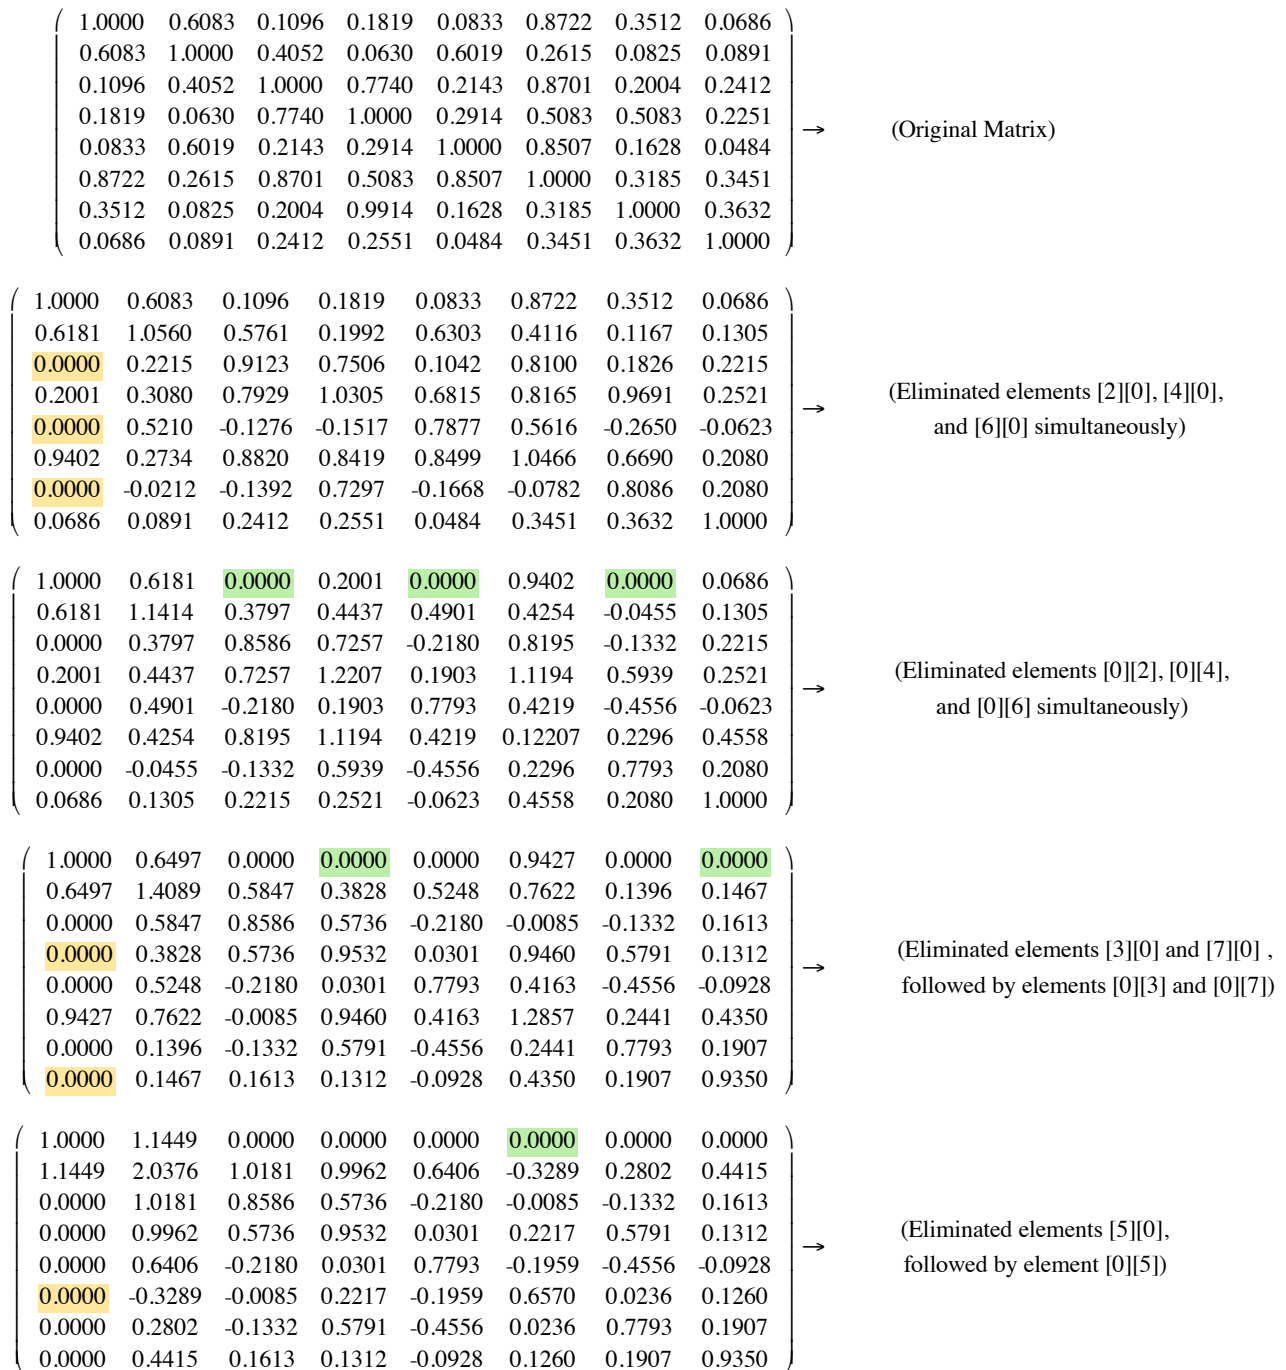 1.0000 0.6083 0.1096 0.1819 0.0833 0.8722 0.3512 0.0686
0.6083 1.0000 0.4052 0.0630 0.6019 0.2615 0.0825 0.0891
0.1096 0.4052 1.0000 0.7740 0.2143 0.8701 0.2004 0.2412
0.1819 0.0630 0.7740 1.0000 0.2914 0.5083 0.5083 0.2251
→ (Original Matrix)
0.0833 0.6019 0.2143 0.2914 1.0000 0.8507 0.1628 0.0484
0.8722 0.2615 0.8701 0.5083 0.8507 1.0000 0.3185 0.3451
0.3512 0.0825 0.2004 0.9914 0.1628 0.3185 1.0000 0.3632
0.0686 0.0891 0.2412 0.2551 0.0484 0.3451 0.3632 1.0000
1.0000 0.6083 0.1096 0.1819 0.0833 0.8722 0.3512 0.0686
0.6181 1.0560 0.5761 0.1992 0.6303 0.4116 0.1167 0.1305
0.0000 0.2215 0.9123 0.7506 0.1042 0.8100 0.1826 0.2215
0.2001 0.3080 0.7929 1.0305 0.6815 0.8165 0.9691 0.2521
→ (Eliminated elements [2][0], [4][0],
and [6][0] simultaneously)
0.0000 0.5210 -0.1276 -0.1517 0.7877 0.5616 -0.2650 -0.0623
0.9402 0.2734 0.8820 0.8419 0.8499 1.0466 0.6690 0.2080
0.0000 -0.0212 -0.1392 0.7297 -0.1668 -0.0782 0.8086 0.2080
0.0686 0.0891 0.2412 0.2551 0.0484 0.3451 0.3632 1.0000
1.0000 0.6181 0.0000 0.2001 0.0000 0.9402 0.0000 0.0686
0.6181 1.1414 0.3797 0.4437 0.4901 0.4254 -0.0455 0.1305
0.0000 0.3797 0.8586 0.7257 -0.2180 0.8195 -0.1332 0.2215
0.2001 0.4437 0.7257 1.2207 0.1903 1.1194 0.5939 0.2521
→ (Eliminated elements [0][2], [0][4],
and [0][6] simultaneously)
0.0000 0.4901 -0.2180 0.1903 0.7793 0.4219 -0.4556 -0.0623
0.9402 0.4254 0.8195 1.1194 0.4219 0.12207 0.2296 0.4558
0.0000 -0.0455 -0.1332 0.5939 -0.4556 0.2296 0.7793 0.2080
0.0686 0.1305 0.2215 0.2521 -0.0623 0.4558 0.2080 1.0000
1.0000 0.6497 0.0000 0.0000 0.0000 0.9427 0.0000 0.0000
0.6497 1.4089 0.5847 0.3828 0.5248 0.7622 0.1396 0.1467
0.0000 0.5847 0.8586 0.5736 -0.2180 -0.0085 -0.1332 0.1613
0.0000 0.3828 0.5736 0.9532 0.0301 0.9460 0.5791 0.1312
→ (Eliminated elements [3][0] and [7][0] ,
followed by elements [0][3] and [0][7])
0.0000 0.5248 -0.2180 0.0301 0.7793 0.4163 -0.4556 -0.0928
0.9427 0.7622 -0.0085 0.9460 0.4163 1.2857 0.2441 0.4350
0.0000 0.1396 -0.1332 0.5791 -0.4556 0.2441 0.7793 0.1907
0.0000 0.1467 0.1613 0.1312 -0.0928 0.4350 0.1907 0.9350
1.0000 1.1449 0.0000 0.0000 0.0000 0.0000 0.0000 0.0000
1.1449 2.0376 1.0181 0.9962 0.6406 -0.3289 0.2802 0.4415
0.0000 1.0181 0.8586 0.5736 -0.2180 -0.0085 -0.1332 0.1613
0.0000 0.9962 0.5736 0.9532 0.0301 0.2217 0.5791 0.1312
→ (Eliminated elements [5][0],
followed by element [0][5])
0.0000 0.6406 -0.2180 0.0301 0.7793 -0.1959 -0.4556 -0.0928
0.0000 -0.3289 -0.0085 0.2217 -0.1959 0.6570 0.0236 0.1260
0.0000 0.2802 -0.1332 0.5791 -0.4556 0.0236 0.7793 0.1907
0.0000 0.4415 0.1613 0.1312 -0.0928 0.1260 0.1907 0.9350